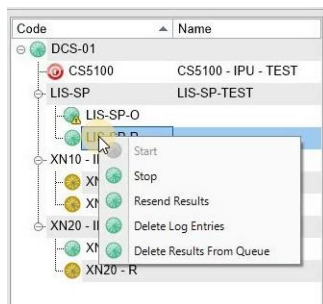 Code Name
DCS-01
CS5100 CS5100 - IPU - TEST
LIS-SP LIS-SP-TEST
LIS-SP-O
Start
XN10 -
Stop
Resend Results
XN20 -
Delete Log Entries
Delete Results From Queue
XN20 - R